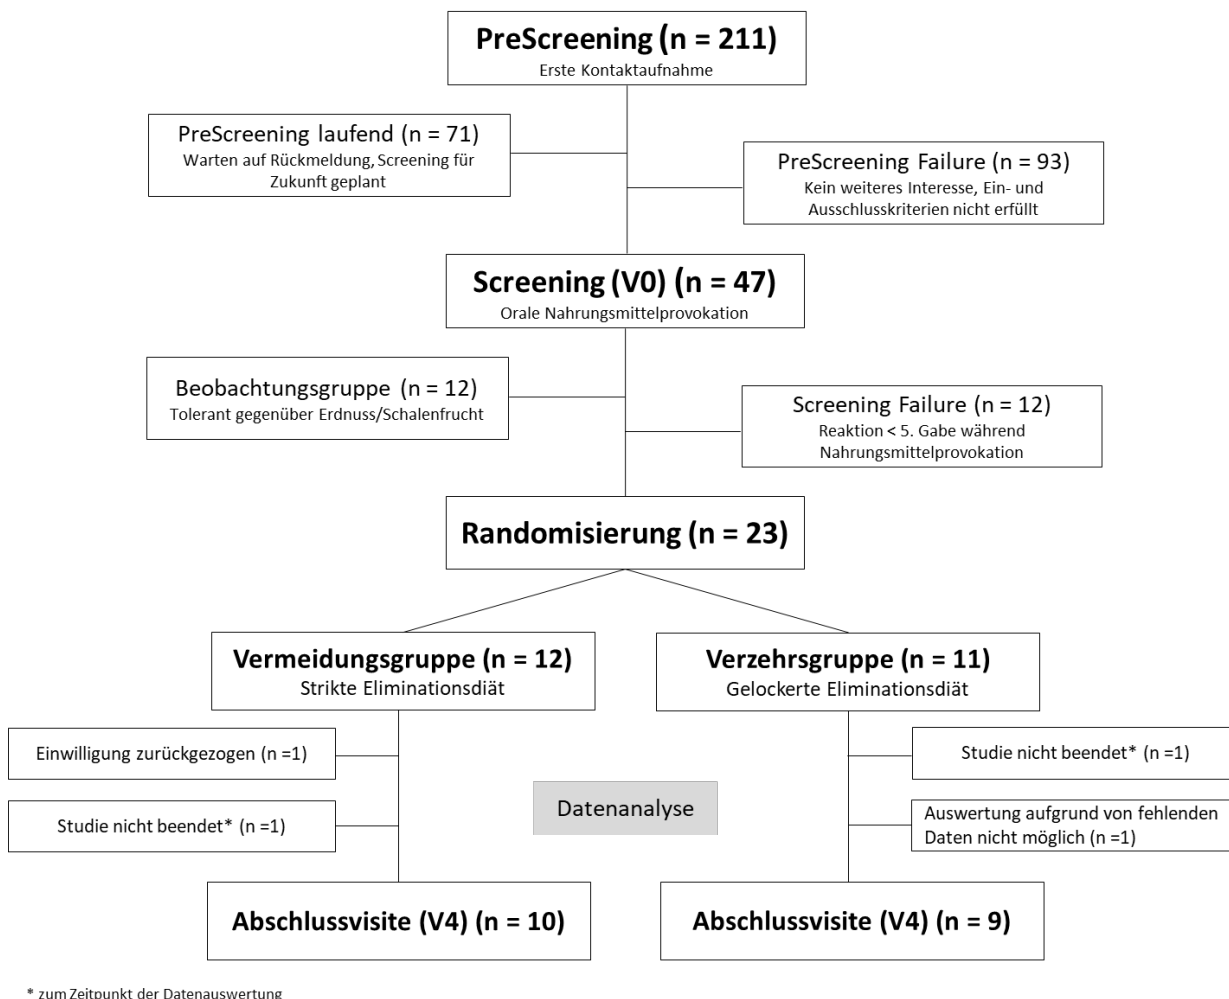 PreScreening (n = 211)
Erste Kontaktaufnahme
PreScreening laufend (n = 71)
Warten auf Rückmeldung, Screening für
Zukunft geplant
PreScreening Failure (n = 93)
Kein weiteres Interesse, Ein- und
Ausschlusskriterien nicht erfüllt
Screening (V0) (n = 47)
Orale Nahrungsmittelprovokation
Beobachtungsgruppe (n = 12)
Tolerant gegenüber Erdnuss/Schalenfrucht
Screening Failure (n = 12)
Reaktion < 5. Gabe während
Nahrungsmittelprovokation
Randomisierung (n = 23)
Vermeidungsgruppe (n = 12)
Strikte Eliminationsdiät
Verzehrsgruppe (n = 11)
Gelockerte Eliminationsdiät
Einwilligung zurückgezogen (n =1)
Studie nicht beendet* (n =1)
Studie nicht beendet* (n =1)
Auswertung aufgrund von fehlenden
Daten nicht möglich (n =1)
Datenanalyse
Abschlussvisite (V4) (n = 10)
Abschlussvisite (V4) (n = 9)
* zum Zeitpunkt der Datenauswertung